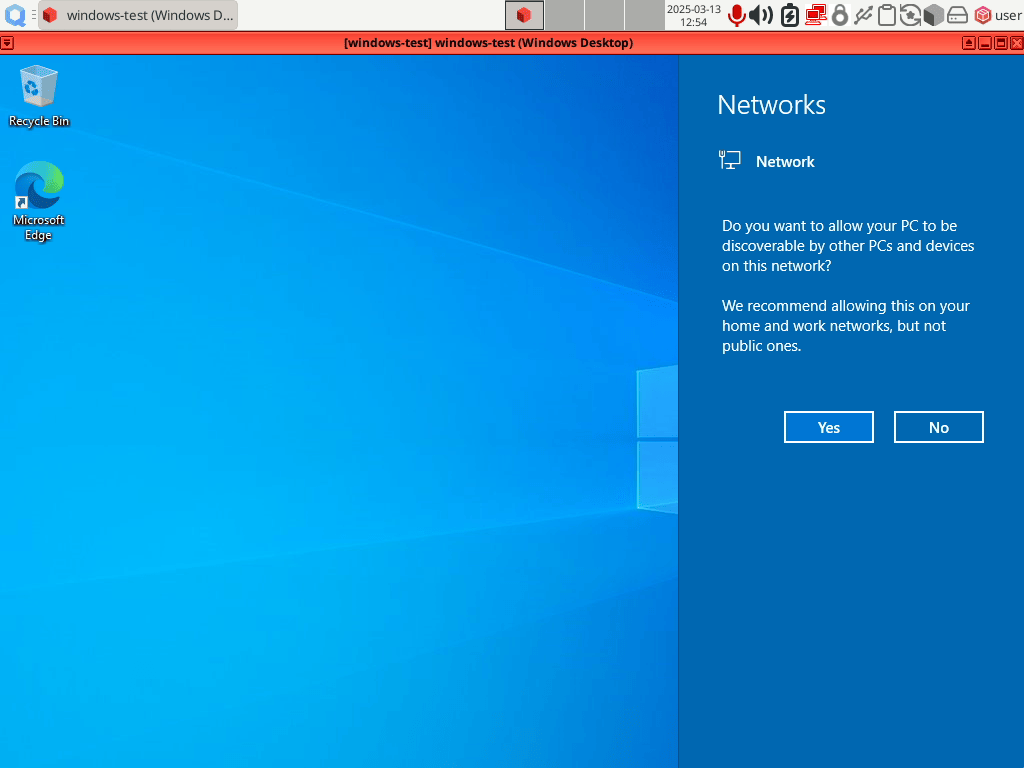 windows-test (Windows D...
2025-03-13
12:54
user
[windows-test] windows-test (Windows Desktop)
Recycle Bin
Microsoft
Edge
Networks
Network
Do you want to allow your PC to be
discoverable by other PCs and devices
on this network?
We recommend allowing this on your
home and work networks, but not
public ones.
Yes
No